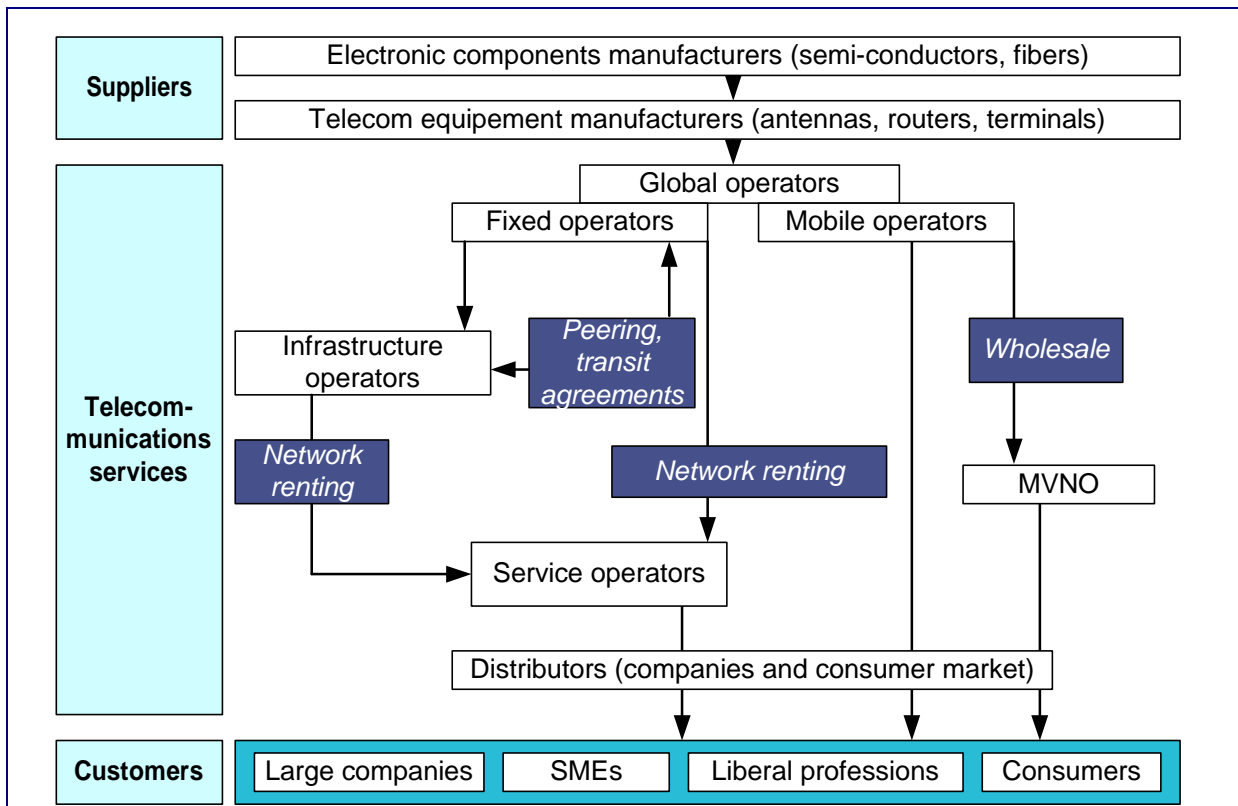 Suppliers
Electronic components manufacturers (semi-conductors, fibers)
Telecom equipement manufacturers (antennas, routers, terminals)
Telecom-
munications
services
Global operators
Fixed operators
Mobile operators
Infrastructure
operators
Peering,
transit
agreements
Wholesale
Network
renting
Network renting
MVNO
Service operators
Distributors (companies and consumer market)
Customers
Large companies
SMEs
Liberal professions
Consumers